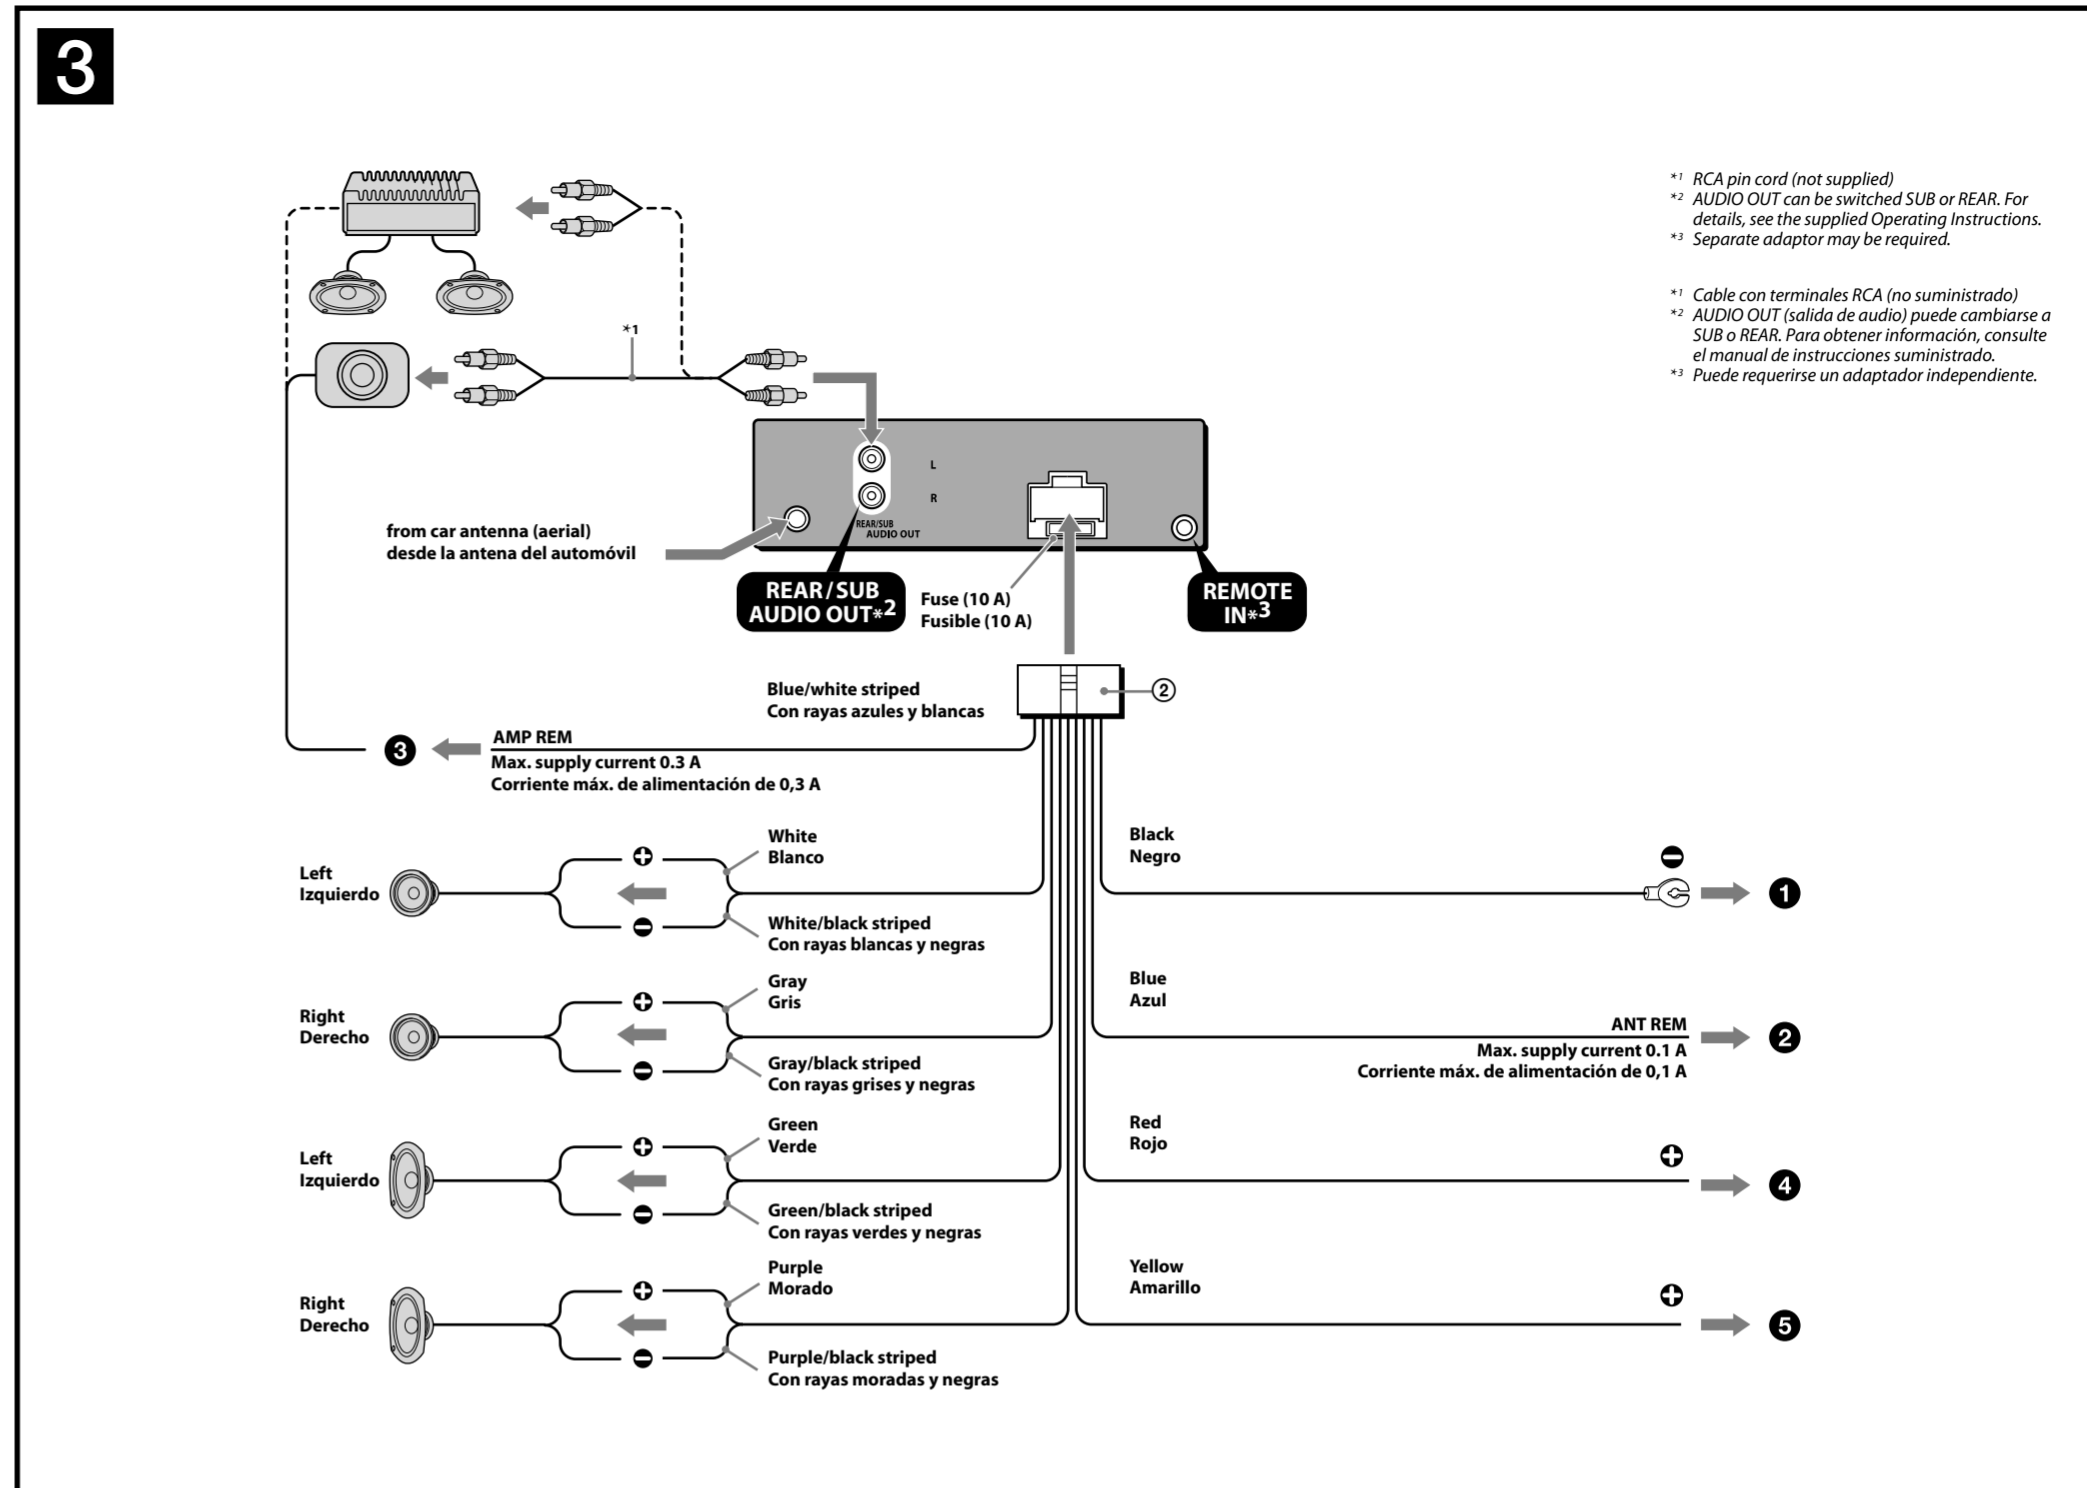 3
*1 RCA pin cord (not supplied)
*2 AUDIO OUT can be switched SUB or REAR. For
details, see the supplied Operating Instructions.
*3 Separate adaptor may be required.
*1 Cable con terminales RCA (no suministrado)
*2 AUDIO OUT (salida de audio) puede cambiarse a
SUB o REAR. Para obtener información, consulte
el manual de instrucciones suministrado.
*3 Puede requerirse un adaptador independiente.
*1
L
R
REAR/SUB
AUDIO OUT
from car antenna (aerial)
desde la antena del automóvil
REAR/SUB
AUDIO OUT*2
Fuse (10 A)
Fusible (10 A)
REMOTE
IN*3
Blue/white striped
Con rayas azules y blancas
2
3
AMP REM
Max. supply current 0.3 A
Corriente máx. de alimentación de 0,3 A
Left
Izquierdo
+
-
White
Blanco
White/black striped
Con rayas blancas y negras
Black
Negro
-
1
Right
Derecho
+
-
Gray
Gris
Gray/black striped
Con rayas grises y negras
Blue
Azul
ANT REM
Max. supply current 0.1 A
Corriente máx. de alimentación de 0,1 A
2
Left
Izquierdo
+
-
Green
Verde
Green/black striped
Con rayas verdes y negras
Red
Rojo
+
4
Right
Derecho
+
-
Purple
Morado
Purple/black striped
Con rayas moradas y negras
Yellow
Amarillo
+
5